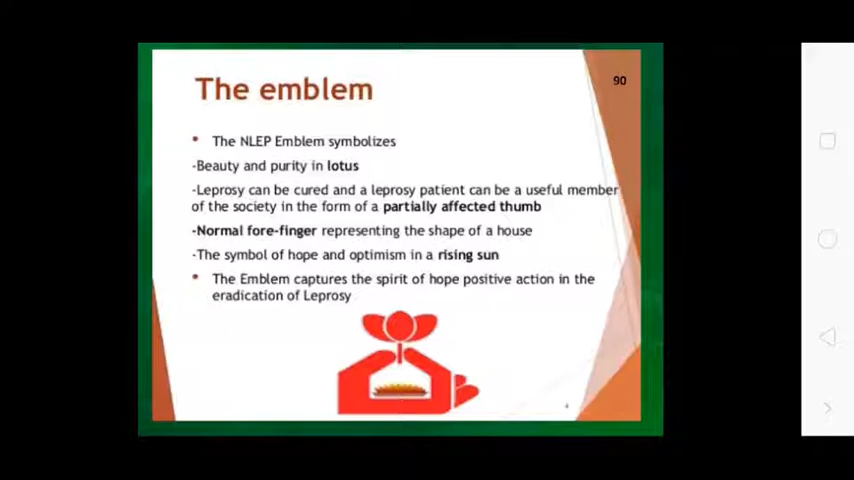 The emblem
90
• The NLEP Emblem symbolizes
-Beauty and purity in lotus
-Leprosy can be cured and a leprosy patient can be a useful member
of the society in the form of a partially affected thumb
-Normal fore-finger representing the shape of a house
-The symbol of hope and optimism in a rising sun
• The Emblem captures the spirit of hope positive action in the
eradication of Leprosy